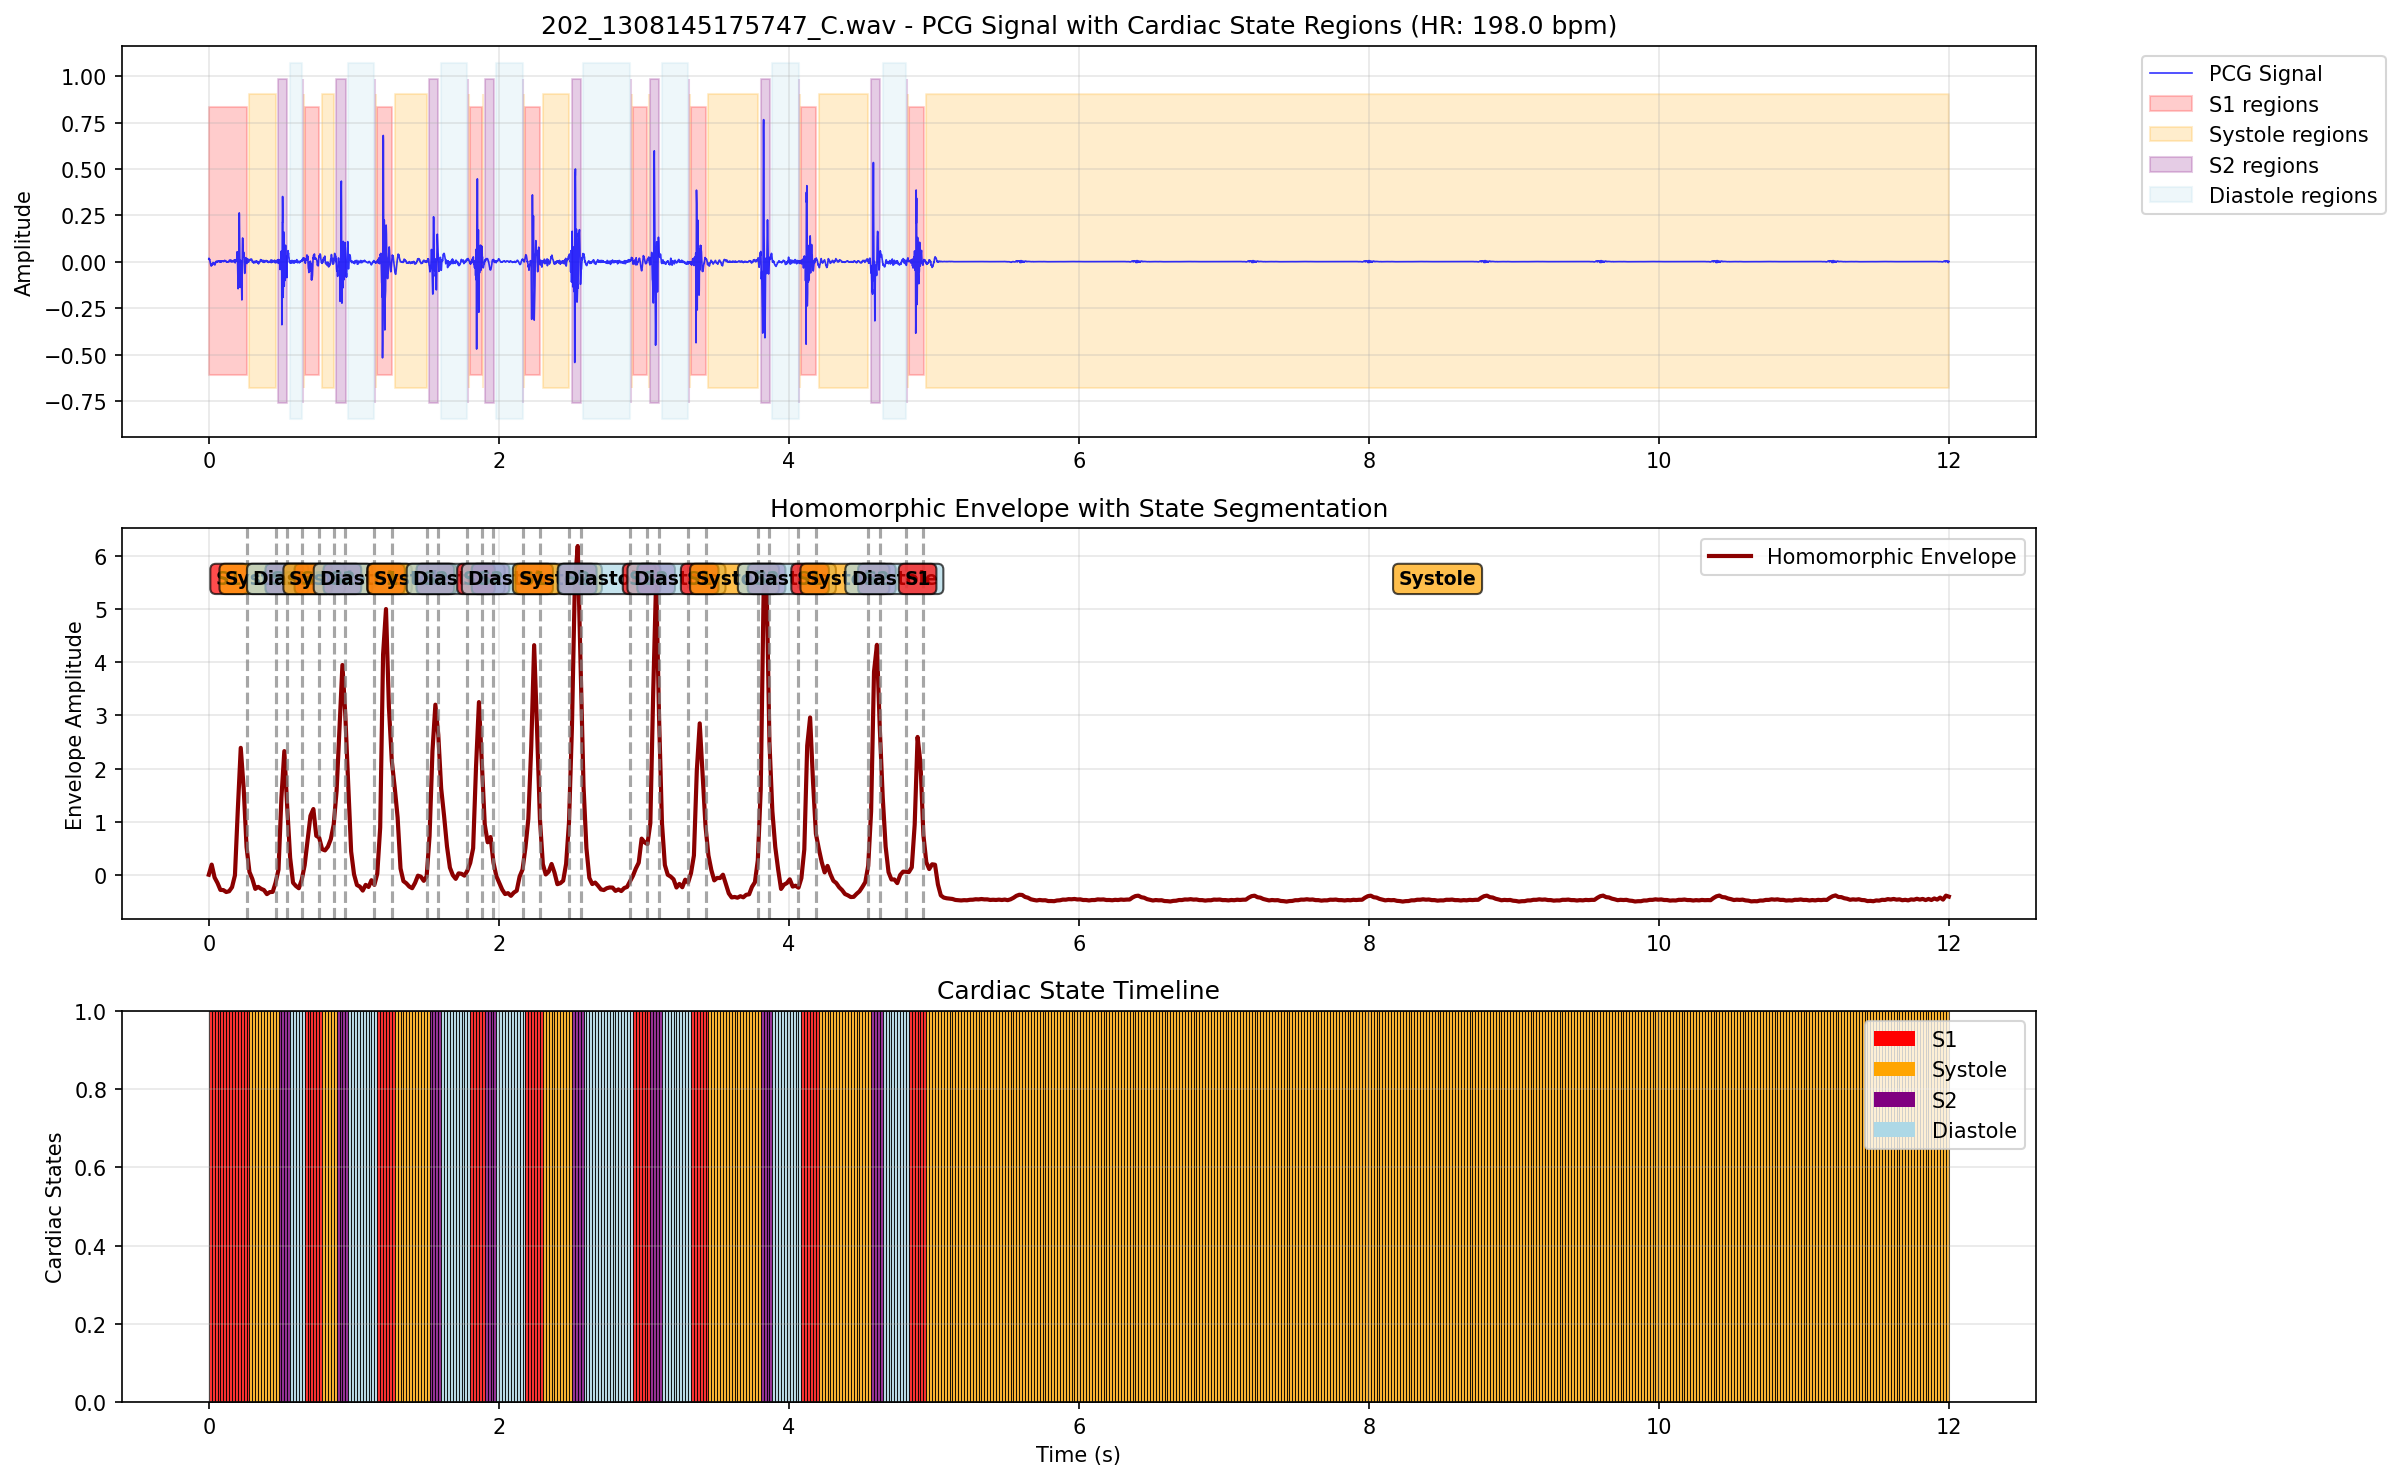 202_1308145175747_C.wav - PCG Signal with Cardiac State Regions (HR: 198.0 bpm)
Amplitude
1.00
0.75
0.50
0.25
0.00
−0.25
−0.50
−0.75
0 2 4 6 8 10 12
PCG Signal
S1 regions
Systole regions
S2 regions
Diastole regions
Homomorphic Envelope with State Segmentation
Envelope Amplitude
6
5
4
3
2
1
0
Systole
S1
Homomorphic Envelope
0 2 4 6 8 10 12
Cardiac State Timeline
Cardiac States
1.0
0.8
0.6
0.4
0.2
0.0
S1
Systole
S2
Diastole
0 2 4 6 8 10 12
Time (s)